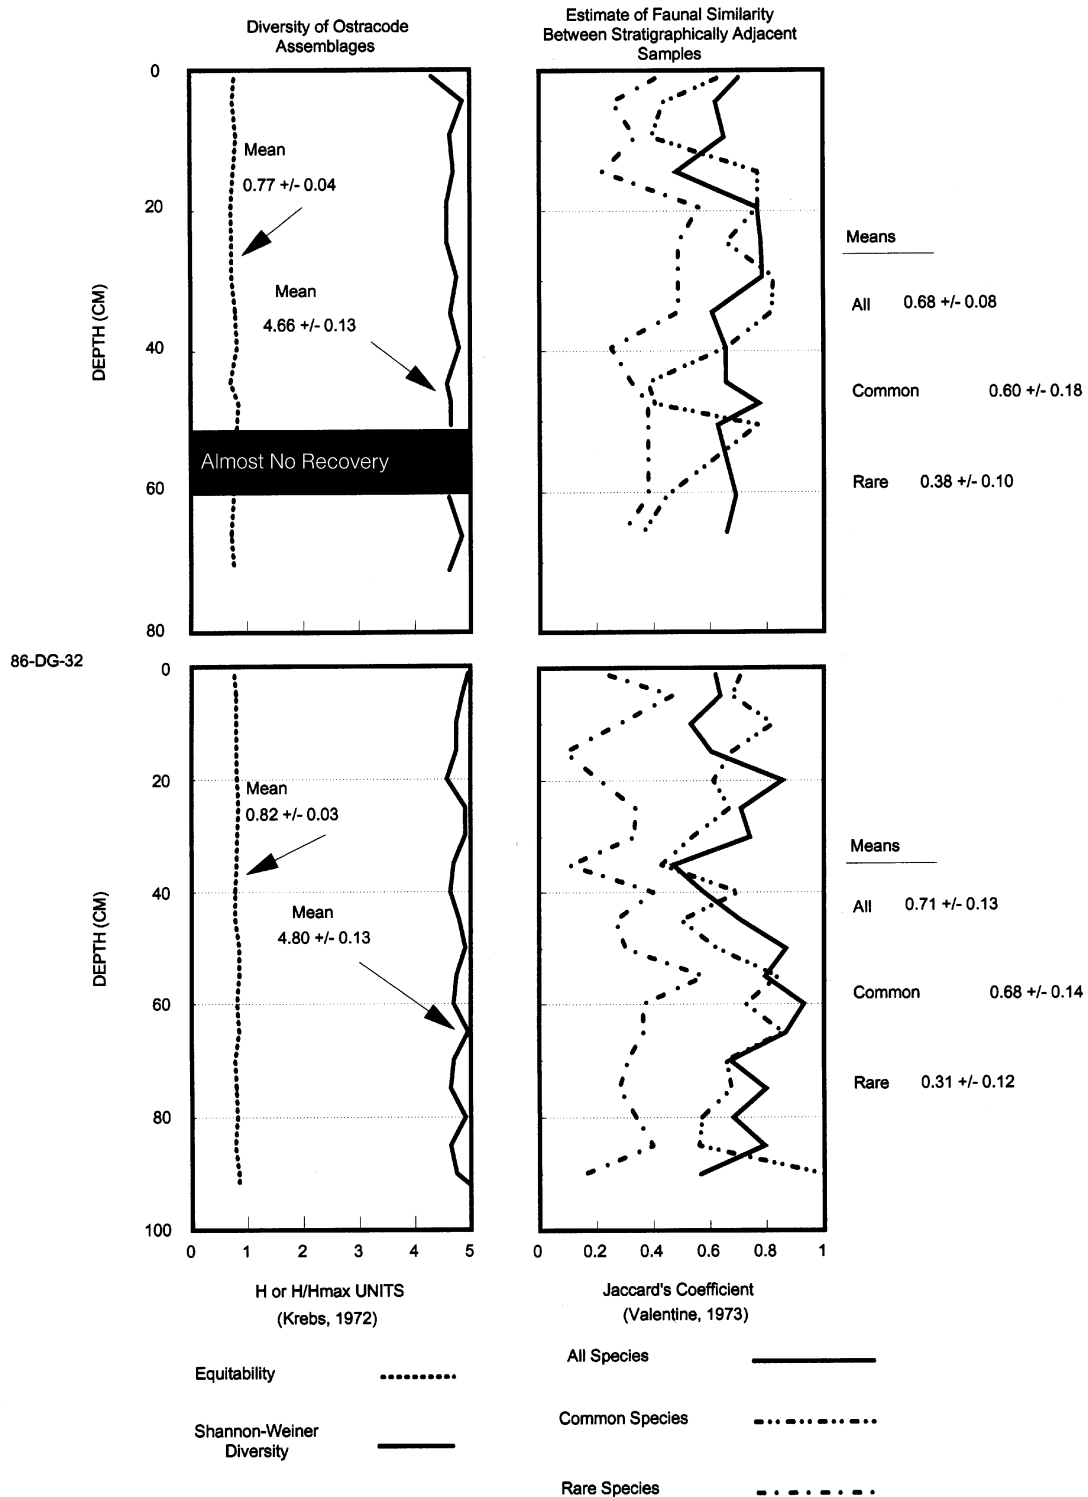 Diversity of Ostracode
Assemblages
Estimate of Faunal Similarity
Between Stratigraphically Adjacent
Samples
0
20
40
60
80
DEPTH (CM)
Mean
0.77 +/- 0.04
Mean
4.66 +/- 0.13
Almost No Recovery
Means
All 0.68 +/- 0.08
Common 0.60 +/- 0.18
Rare 0.38 +/- 0.10
86-DG-32
0
20
40
60
80
100
DEPTH (CM)
Mean
0.82 +/- 0.03
Mean
4.80 +/- 0.13
Means
All 0.71 +/- 0.13
Common 0.68 +/- 0.14
Rare 0.31 +/- 0.12
0 1 2 3 4 5
0 0.2 0.4 0.6 0.8 1
H or H/Hmax UNITS
(Krebs, 1972)
Jaccard's Coefficient
(Valentine, 1973)
Equitability
Shannon-Weiner
Diversity
All Species
Common Species
Rare Species